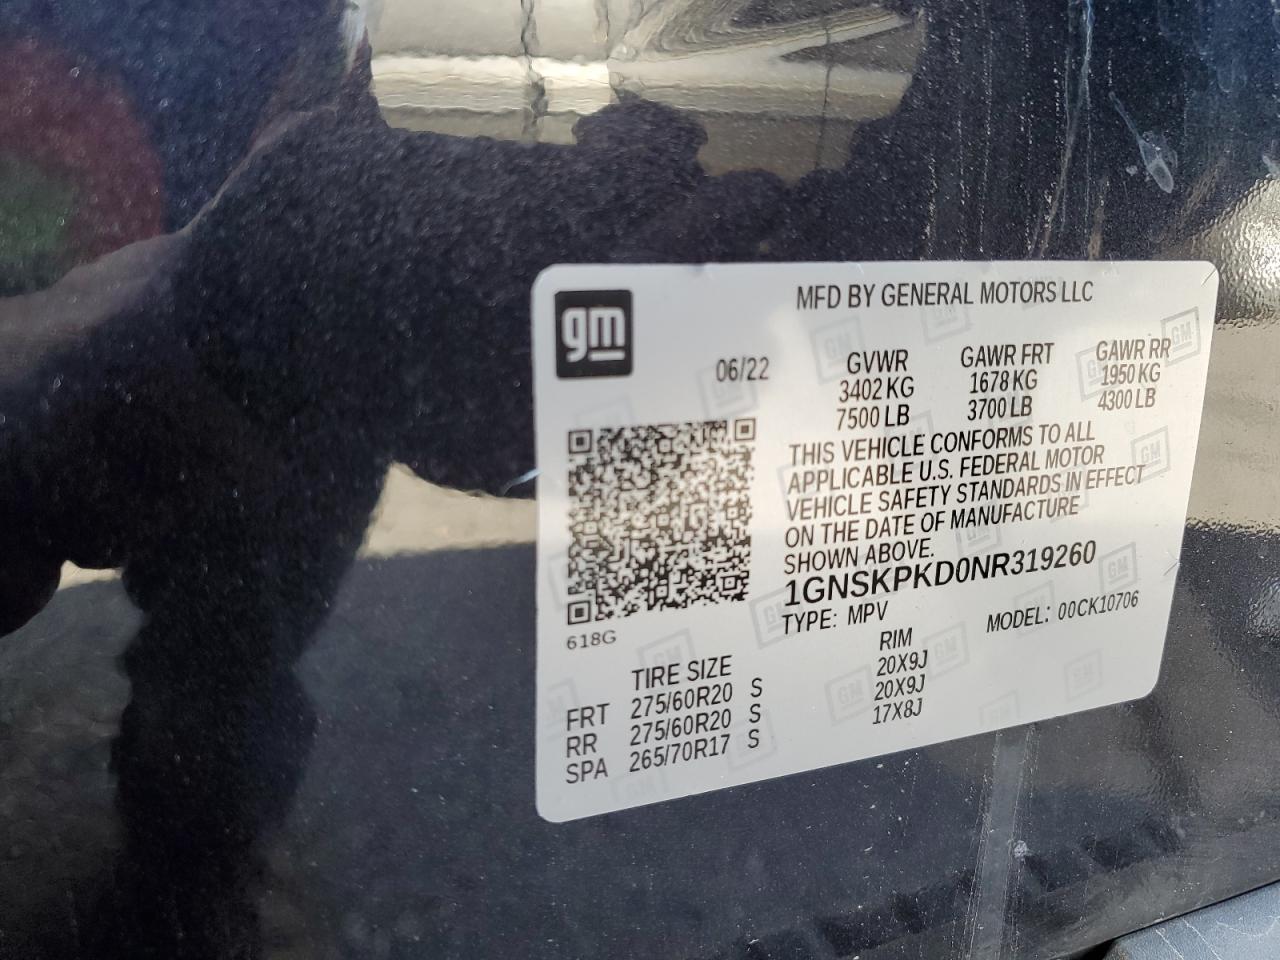 gm
MFD BY GENERAL MOTORS LLC
06/22
GVWR GAWR FRT GAWR RR
3402 KG 1678 KG 1950 KG
7500 LB 3700 LB 4300 LB
THIS VEHICLE CONFORMS TO ALL
APPLICABLE U.S. FEDERAL MOTOR
VEHICLE SAFETY STANDARDS IN EFFECT
ON THE DATE OF MANUFACTURE
SHOWN ABOVE.
1GNSKPKD0NR319260
TYPE: MPV MODEL: 00CK10706
618G
TIRE SIZE RIM
FRT 275/60R20 S 20X9J
RR 275/60R20 S 20X9J
SPA 265/70R17 S 17X8J